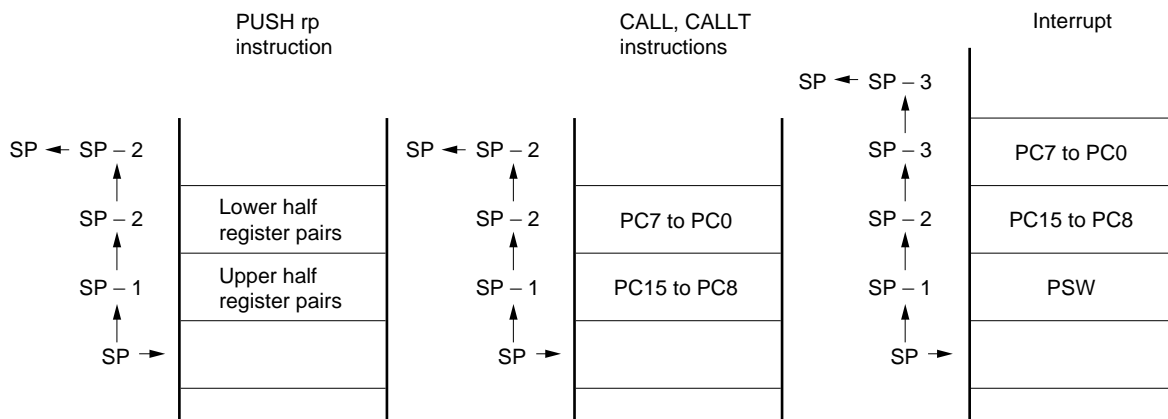 PUSH rp
instruction
SP ← SP – 2
SP – 2
Lower half
register pairs
SP – 1
Upper half
register pairs
SP →
CALL, CALLT
instructions
SP ← SP – 2
SP – 2
PC7 to PC0
SP – 1
PC15 to PC8
SP →
Interrupt
SP ← SP – 3
SP – 3
PC7 to PC0
SP – 2
PC15 to PC8
SP – 1
PSW
SP →